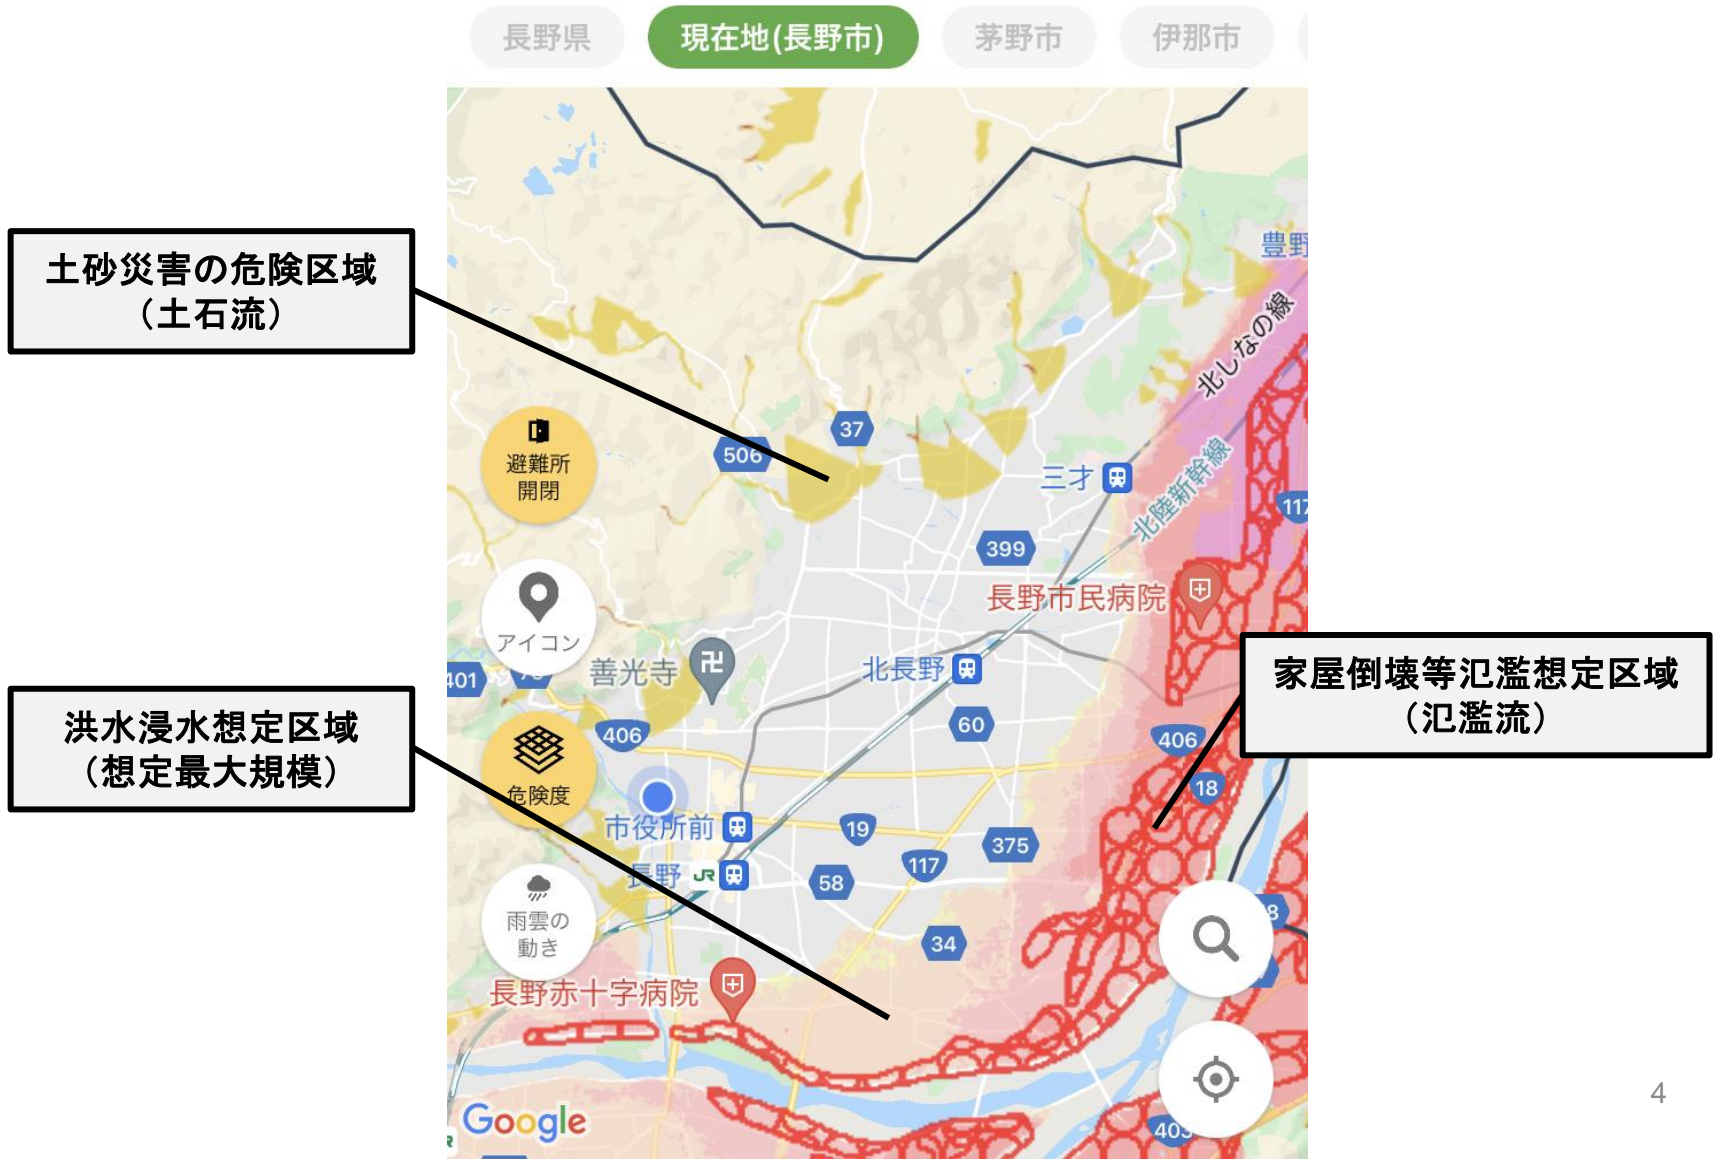 長野県
現在地(長野市)
茅野市
伊那市
豊野
土砂災害の危険区域
（土石流）
北しなの線
37
506
避難所
開閉
三才
北陸新幹線
117
399
長野市民病院
アイコン
善光寺
北長野
401
家屋倒壊等氾濫想定区域
（氾濫流）
洪水浸水想定区域
（想定最大規模）
406
60
406
18
危険度
市役所前
19
375
117
長野
JR
58
雨雲の
動き
34
長野赤十字病院
Google
403
4